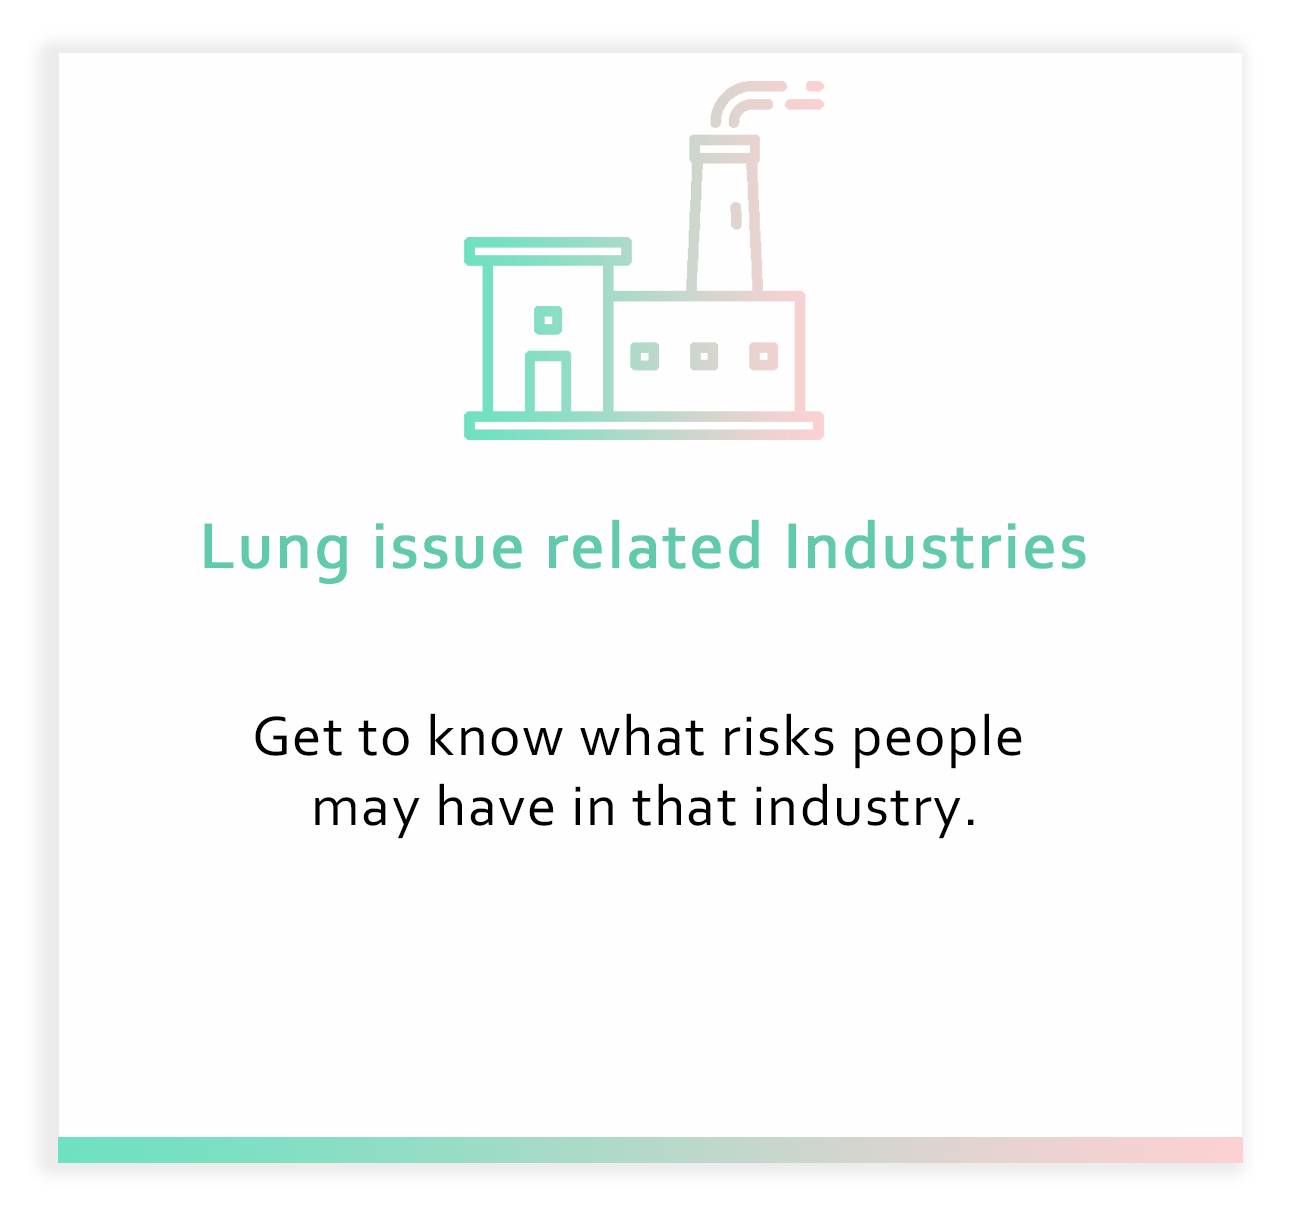 Lung issue related Industries
Get to know what risks people
may have in that industry.